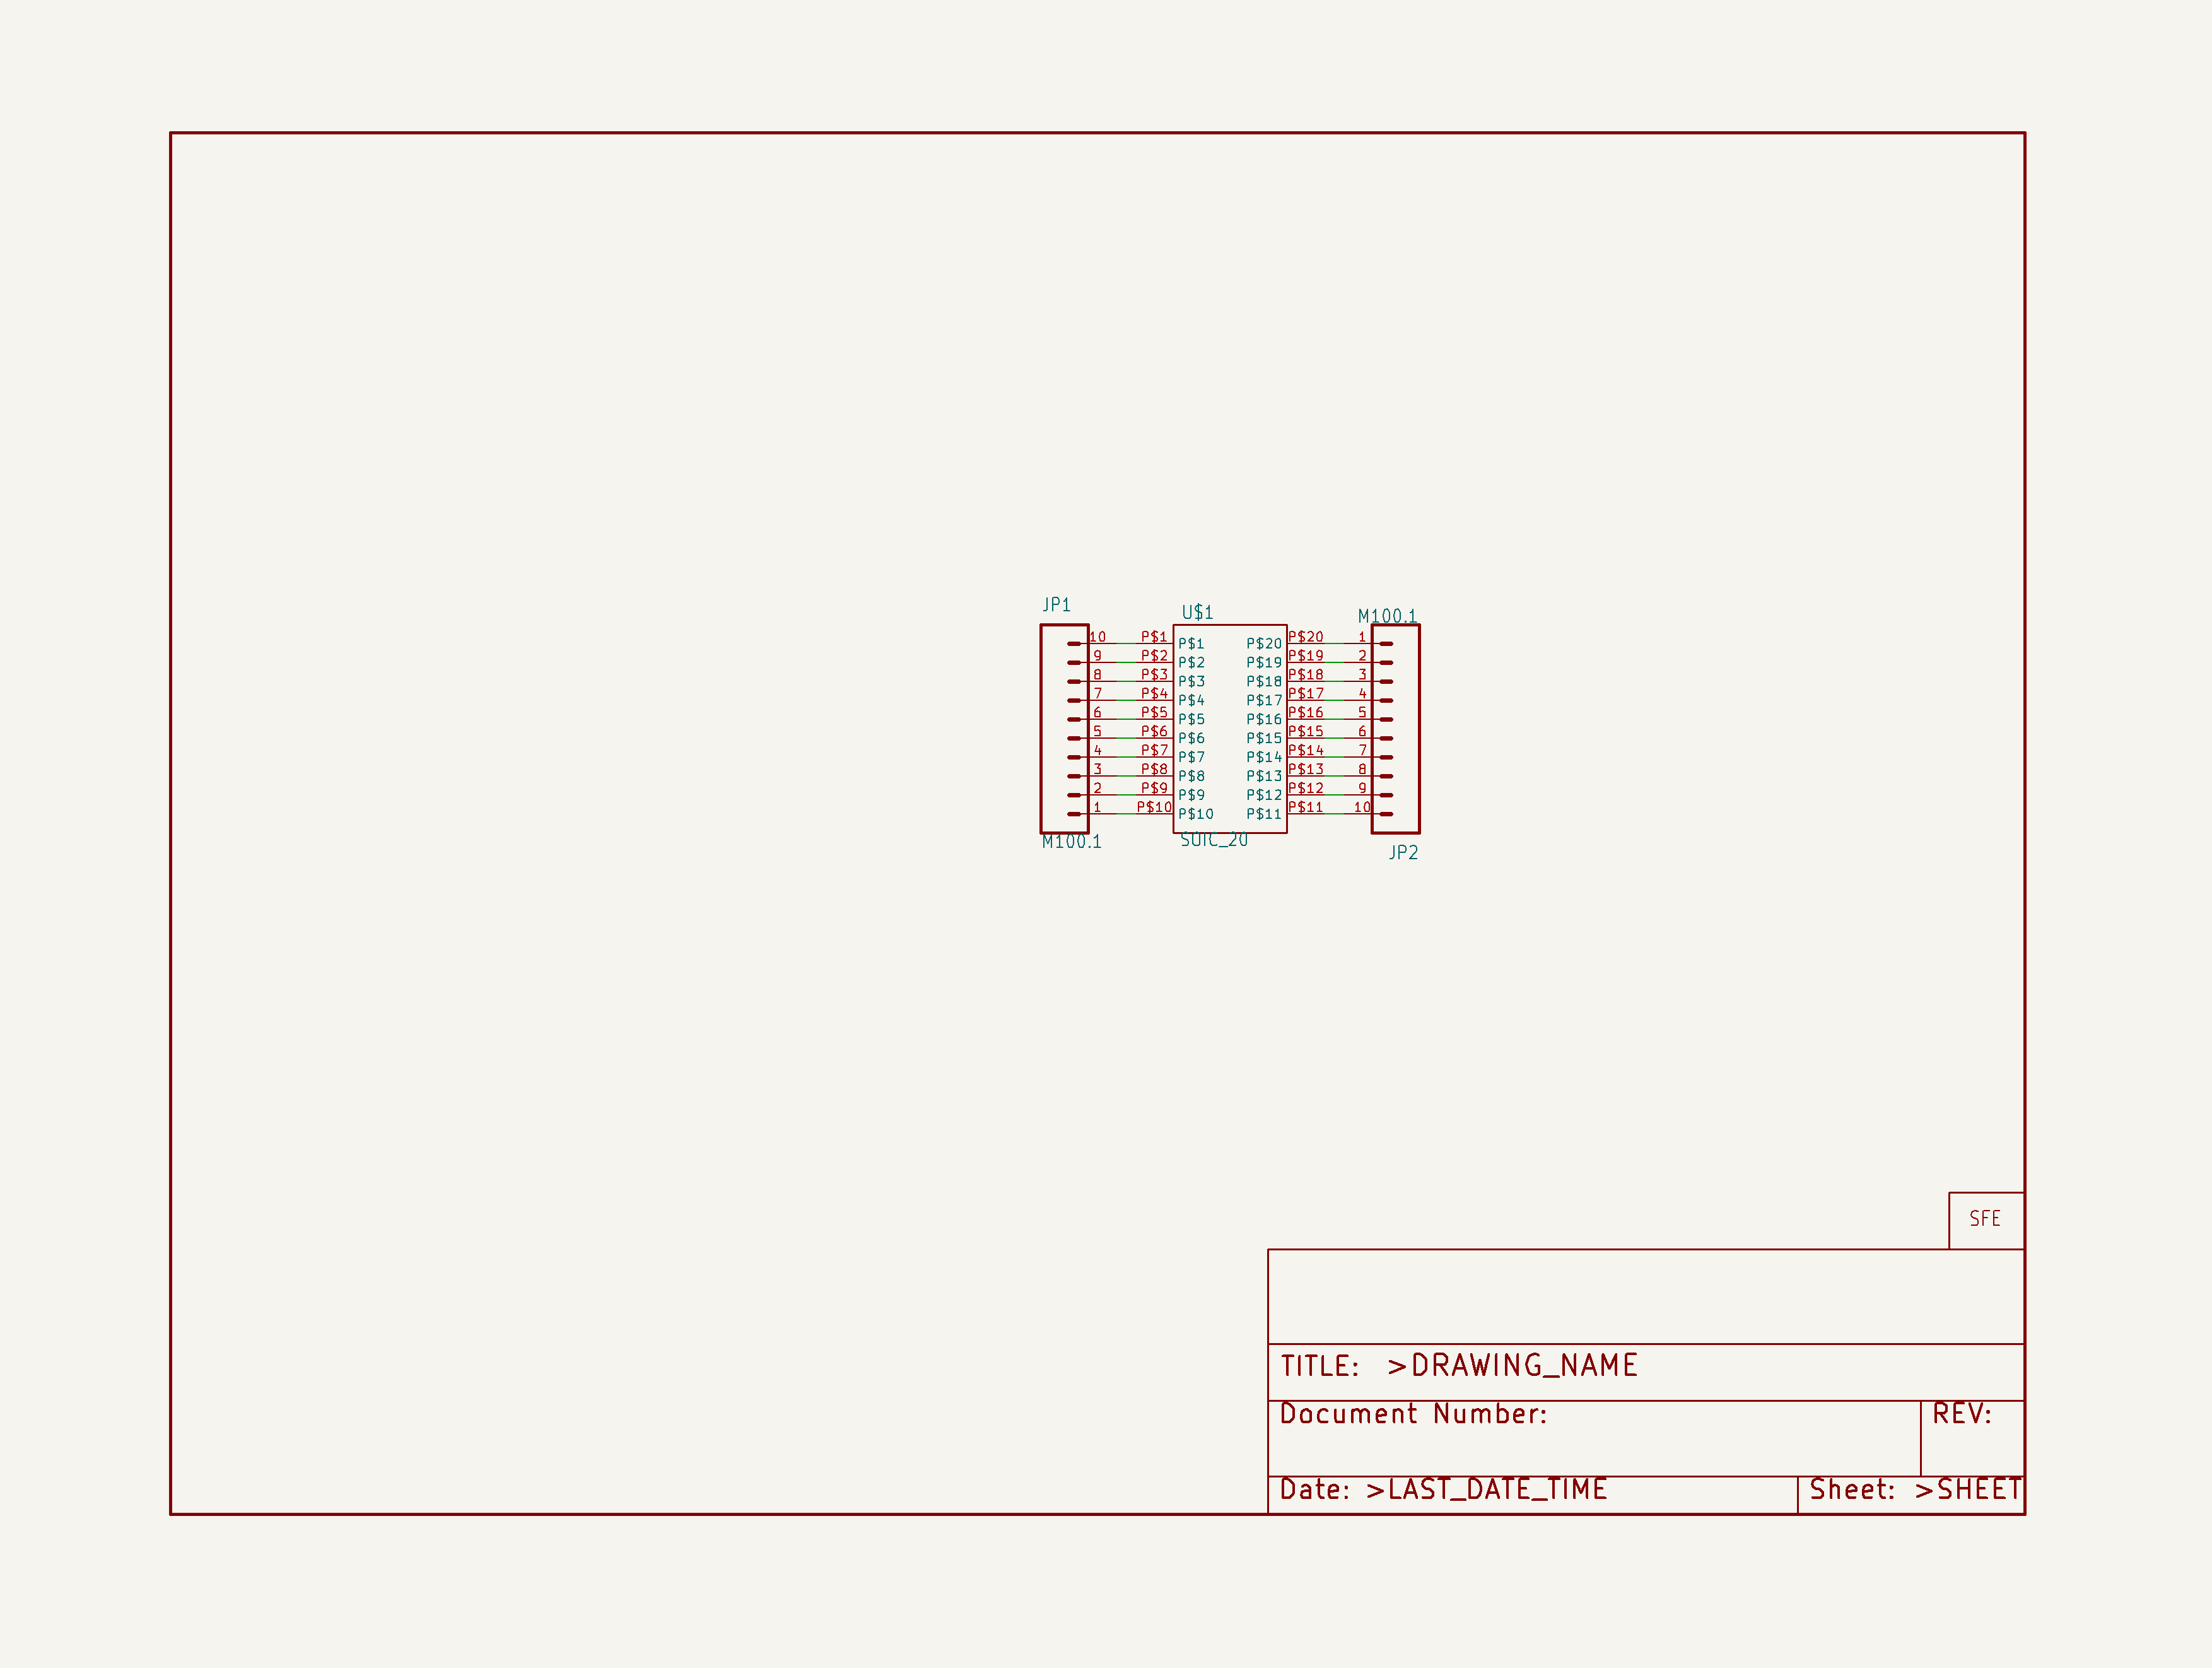 JP1
U$1
M100.1
10 P$1 P$1 P$20 P$20 1
9 P$2 P$2 P$19 P$19 2
8 P$3 P$3 P$18 P$18 3
7 P$4 P$4 P$17 P$17 4
6 P$5 P$5 P$16 P$16 5
5 P$6 P$6 P$15 P$15 6
4 P$7 P$7 P$14 P$14 7
3 P$8 P$8 P$13 P$13 8
2 P$9 P$9 P$12 P$12 9
1 P$10 P$10 P$11 P$11 10
M100.1
SOIC_20
JP2
SFE
TITLE: >DRAWING_NAME
Document Number:
REV:
Date: >LAST_DATE_TIME
Sheet: >SHEET